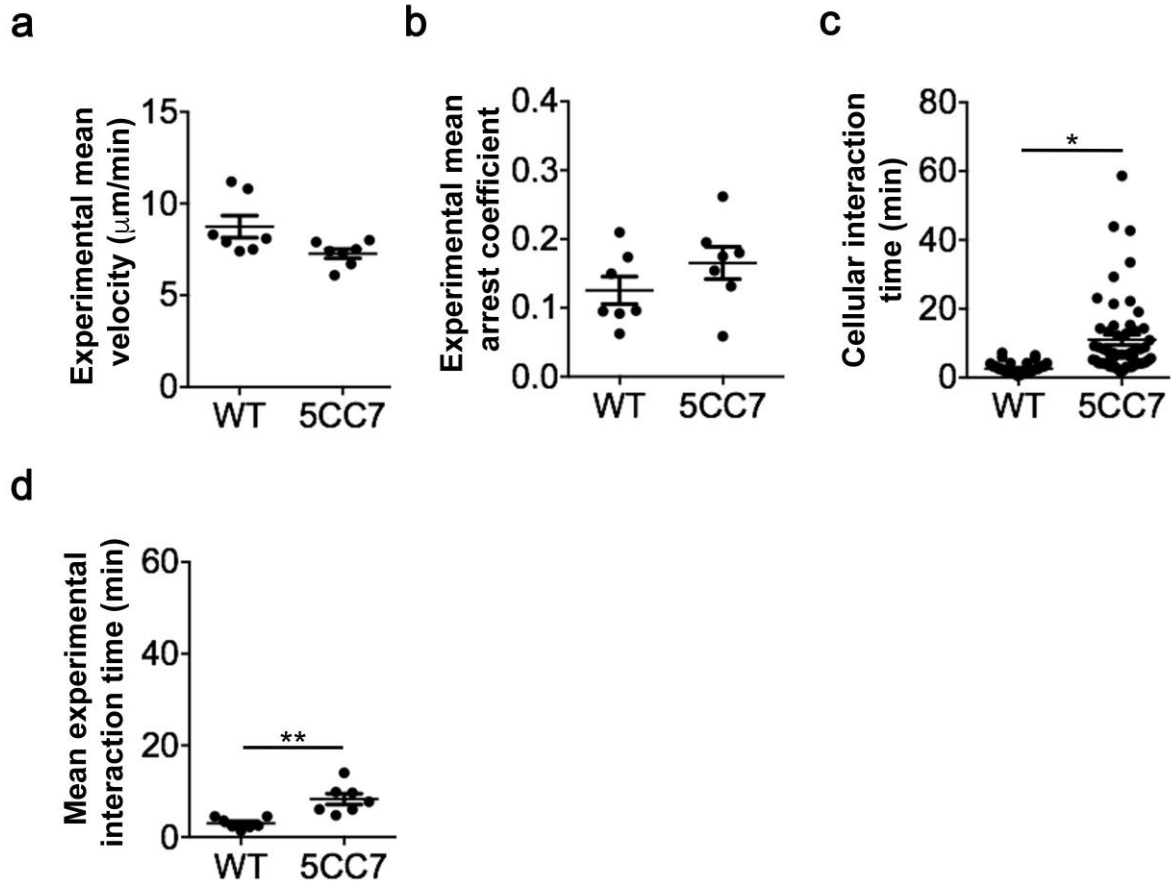 a
Experimental mean
velocity (μm/min)
15
10
5
0
WT 5CC7
b
Experimental mean
arrest coefficient
0.4
0.3
0.2
0.1
0.0
WT 5CC7
c
Cellular interaction
time (min)
80
60
40
20
0
*
WT 5CC7
d
Mean experimental
interaction time (min)
60
40
20
0
**
WT 5CC7